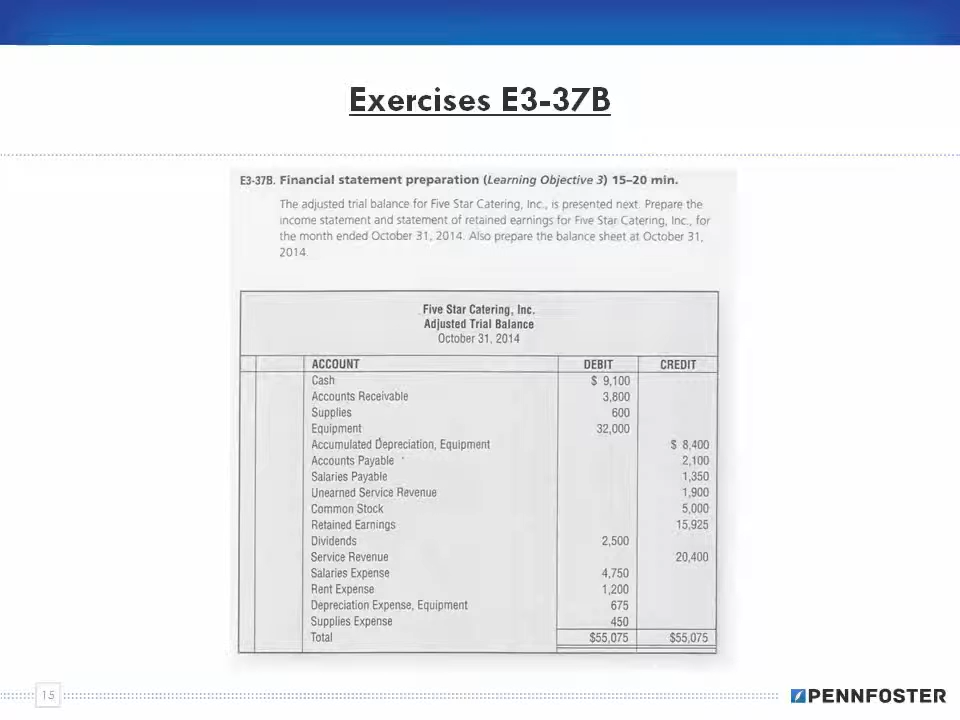 Exercises E3-37B
E3-37B. Financial statement preparation (Learning Objective 3) 15–20 min.
The adjusted trial balance for Five Star Catering, Inc., is presented next. Prepare the
income statement and statement of retained earnings for Five Star Catering, Inc., for
the month ended October 31, 2014. Also prepare the balance sheet at October 31,
2014.
Five Star Catering, Inc.
Adjusted Trial Balance
October 31, 2014
ACCOUNT DEBIT CREDIT
Cash $ 9,100
Accounts Receivable 3,800
Supplies 600
Equipment 32,000
Accumulated Depreciation, Equipment $ 8,400
Accounts Payable 2,100
Salaries Payable 1,350
Unearned Service Revenue 1,900
Common Stock 5,000
Retained Earnings 15,925
Dividends 2,500
Service Revenue 20,400
Salaries Expense 4,750
Rent Expense 1,200
Depreciation Expense, Equipment 675
Supplies Expense 450
Total $55,075 $55,075
15
PENNFOSTER